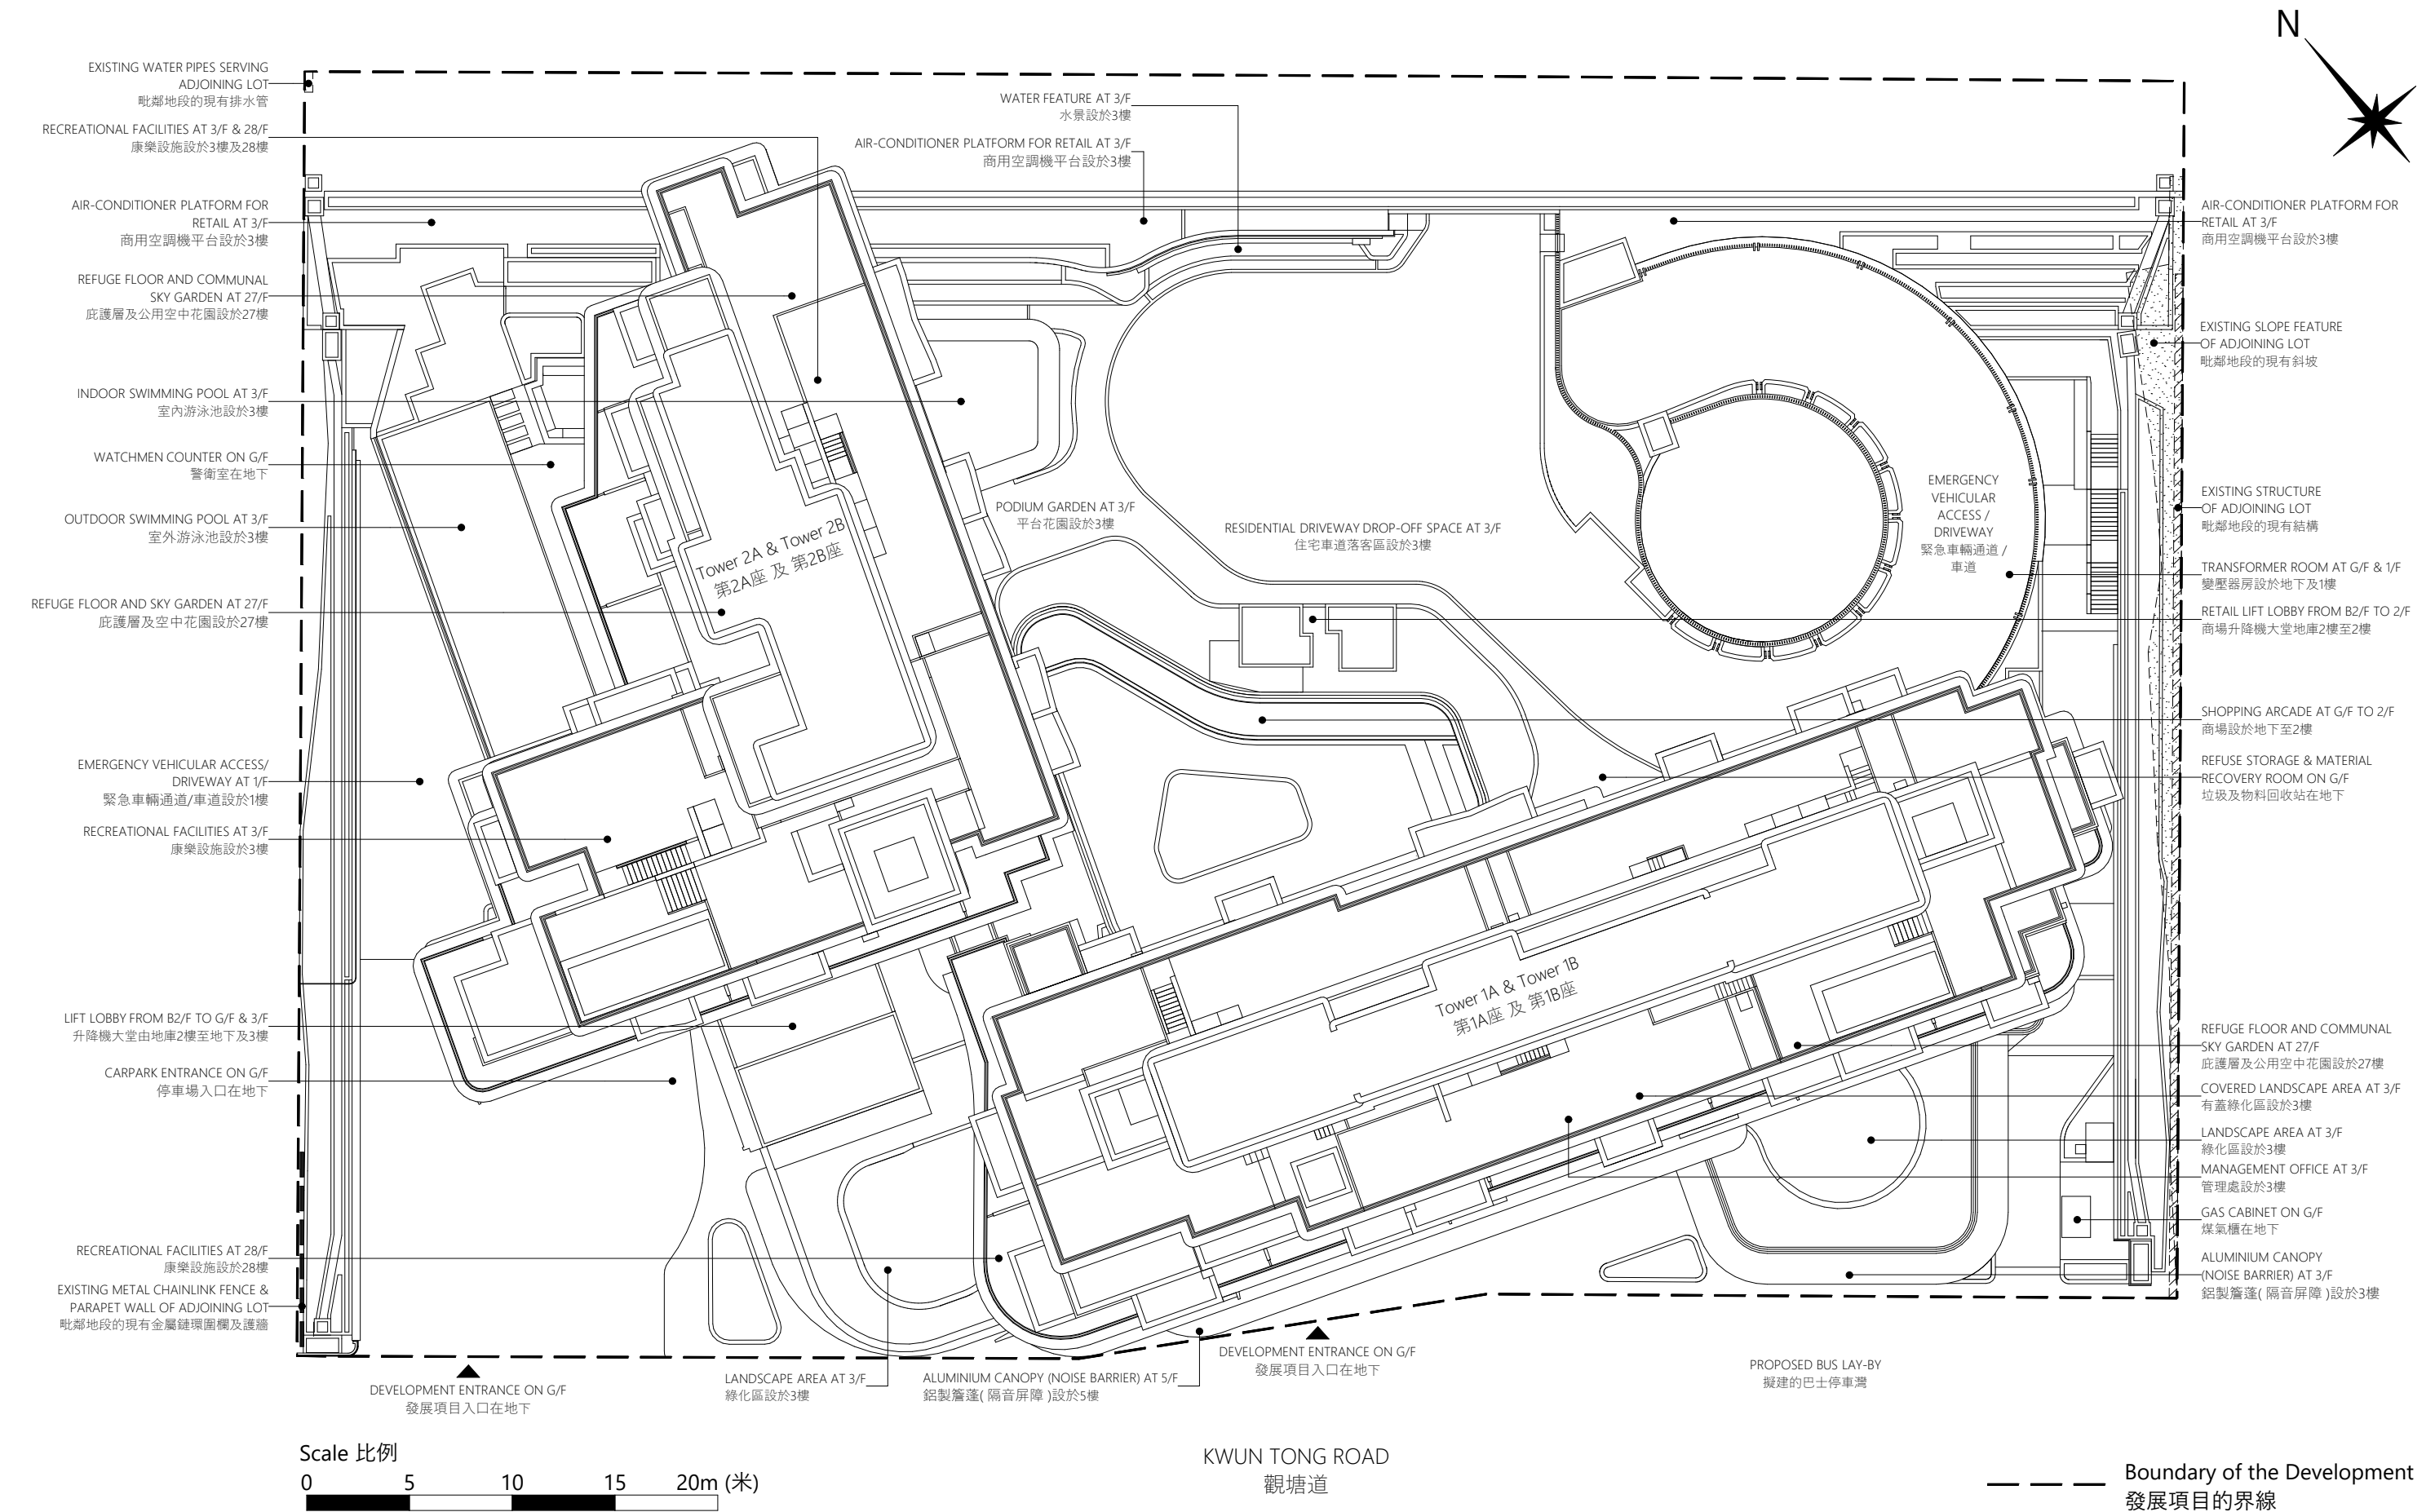 N
EXISTING WATER PIPES SERVING
ADJOINING LOT
毗鄰地段的現有排水管
RECREATIONAL FACILITIES AT 3/F & 28/F
康樂設施設於3樓及28樓
AIR-CONDITIONER PLATFORM FOR
RETAIL AT 3/F
商用空調機平台設於3樓
REFUGE FLOOR AND COMMUNAL
SKY GARDEN AT 27/F
庇護層及公用空中花園設於27樓
INDOOR SWIMMING POOL AT 3/F
室內游泳池設於3樓
WATCHMEN COUNTER ON G/F
警衛室在地下
OUTDOOR SWIMMING POOL AT 3/F
室外游泳池設於3樓
REFUGE FLOOR AND SKY GARDEN AT 27/F
庇護層及空中花園設於27樓
EMERGENCY VEHICULAR ACCESS/
DRIVEWAY AT 1/F
緊急車輛通道/車道設於1樓
RECREATIONAL FACILITIES AT 3/F
康樂設施設於3樓
LIFT LOBBY FROM B2/F TO G/F & 3/F
升降機大堂由地庫2樓至地下及3樓
CARPARK ENTRANCE ON G/F
停車場入口在地下
RECREATIONAL FACILITIES AT 28/F
康樂設施設於28樓
EXISTING METAL CHAINLINK FENCE &
PARAPET WALL OF ADJOINING LOT
毗鄰地段的現有金屬鏈環圍欄及護牆
WATER FEATURE AT 3/F
水景設於3樓
AIR-CONDITIONER PLATFORM FOR RETAIL AT 3/F
商用空調機平台設於3樓
PODIUM GARDEN AT 3/F
平台花園設於3樓
RESIDENTIAL DRIVEWAY DROP-OFF SPACE AT 3/F
住宅車道落客區設於3樓
EMERGENCY
VEHICULAR
ACCESS /
DRIVEWAY
緊急車輛通道 /
車道
Tower 2A & Tower 2B
第2A座 及 第2B座
Tower 1A & Tower 1B
第1A座 及 第1B座
AIR-CONDITIONER PLATFORM FOR
RETAIL AT 3/F
商用空調機平台設於3樓
EXISTING SLOPE FEATURE
OF ADJOINING LOT
毗鄰地段的現有斜坡
EXISTING STRUCTURE
OF ADJOINING LOT
毗鄰地段的現有結構
TRANSFORMER ROOM AT G/F & 1/F
變壓器房設於地下及1樓
RETAIL LIFT LOBBY FROM B2/F TO 2/F
商場升降機大堂地庫2樓至2樓
SHOPPING ARCADE AT G/F TO 2/F
商場設於地下至2樓
REFUSE STORAGE & MATERIAL
RECOVERY ROOM ON G/F
垃圾及物料回收站在地下
REFUGE FLOOR AND COMMUNAL
SKY GARDEN AT 27/F
庇護層及公用空中花園設於27樓
COVERED LANDSCAPE AREA AT 3/F
有蓋綠化區設於3樓
LANDSCAPE AREA AT 3/F
綠化區設於3樓
MANAGEMENT OFFICE AT 3/F
管理處設於3樓
GAS CABINET ON G/F
煤氣櫃在地下
ALUMINIUM CANOPY
(NOISE BARRIER) AT 3/F
鋁製簷蓬( 隔音屏障 )設於3樓
DEVELOPMENT ENTRANCE ON G/F
發展項目入口在地下
LANDSCAPE AREA AT 3/F
綠化區設於3樓
ALUMINIUM CANOPY (NOISE BARRIER) AT 5/F
鋁製簷蓬( 隔音屏障 )設於5樓
DEVELOPMENT ENTRANCE ON G/F
發展項目入口在地下
PROPOSED BUS LAY-BY
擬建的巴士停車灣
Scale 比例
0 5 10 15 20m (米)
KWUN TONG ROAD
觀塘道
Boundary of the Development
發展項目的界線